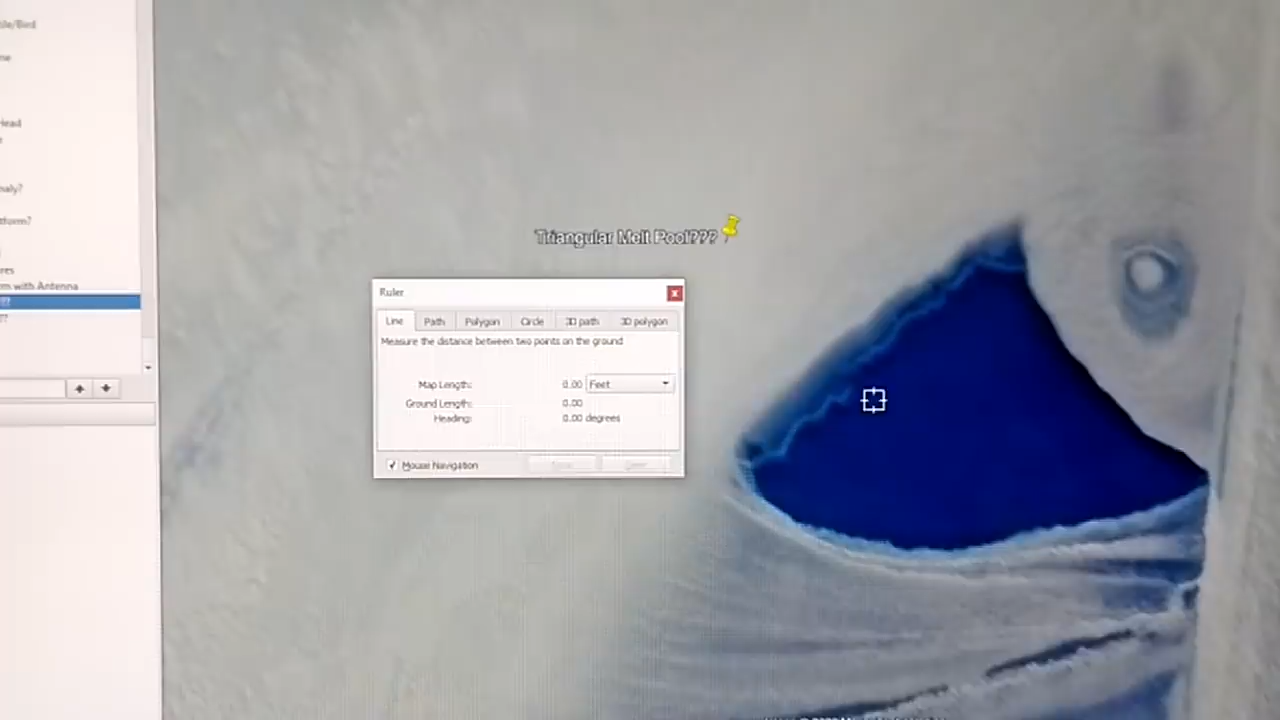 Head
tform?
m with Antenna
Triangular Melt Pool???
Ruler
Line Path Polygon Circle 3D path 3D polygon
Measure the distance between two points on the ground
Map Length: 0.00 Feet
Ground Length: 0.00
Heading: 0.00 degrees
Mouse Navigation